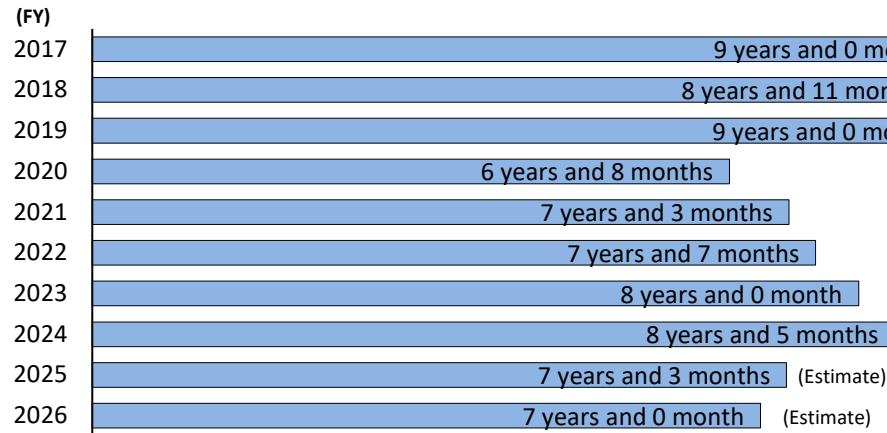 (FY)
2017 9 years and 0
2018 8 years and 11
2019 9 years and 0
2020 6 years and 8 months
2021 7 years and 3 months
2022 7 years and 7 months
2023 8 years and 0 month
2024 8 years and 5 months
2025 7 years and 3 months (Estimate)
2026 7 years and 0 month (Estimate)